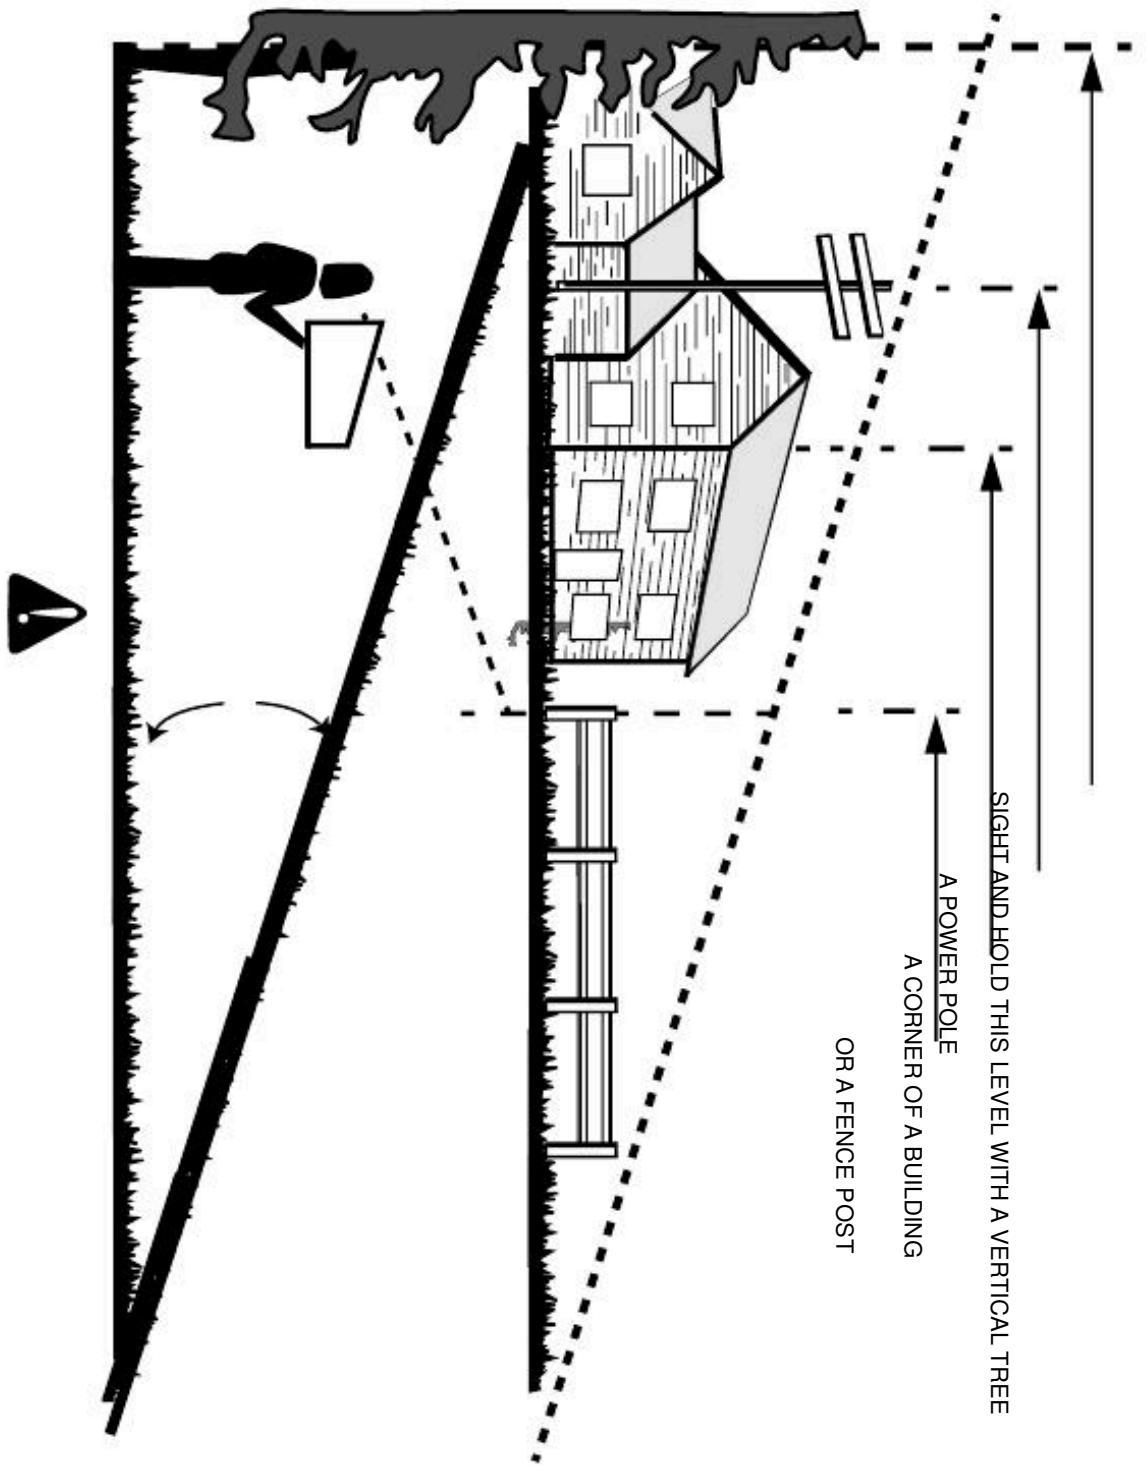 SIGHT AND HOLD THIS LEVEL WITH A VERTICAL TREE
A POWER POLE
A CORNER OF A BUILDING
OR A FENCE POST